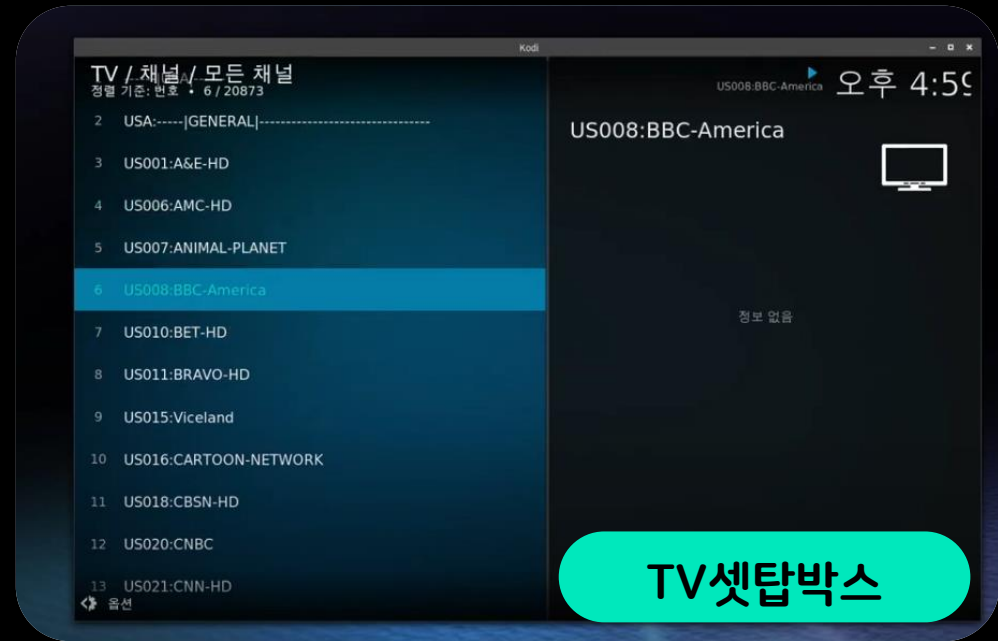 Kodi
TV / 채널 / 모든 채널
정렬 기준: 번호 • 6 / 20873
US008:BBC-America
오후 4:59
2 USA:-----|GENERAL|--------------------------------
3 US001:A&E-HD
4 US006:AMC-HD
5 US007:ANIMAL-PLANET
6 US008:BBC-America
7 US010:BET-HD
8 US011:BRAVO-HD
9 US015:Viceland
10 US016:CARTOON-NETWORK
11 US018:CBSN-HD
12 US020:CNBC
13 US021:CNN-HD
옵션
US008:BBC-America
정보 없음
TV셋탑박스